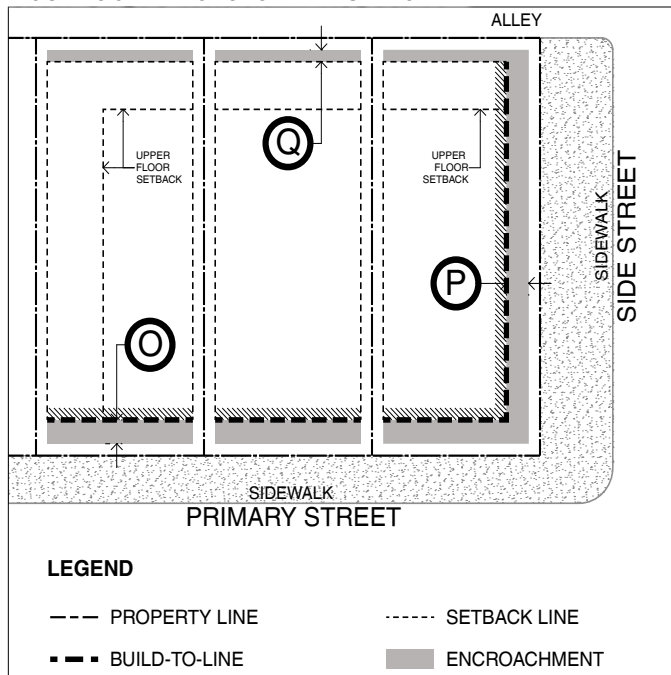 ALLEY
Q
UPPER
FLOOR
SETBACK
UPPER
FLOOR
SETBACK
SIDEWALK
SIDE STREET
P
O
SIDEWALK
PRIMARY STREET
LEGEND
PROPERTY LINE
SETBACK LINE
BUILD-TO-LINE
ENCROACHMENT